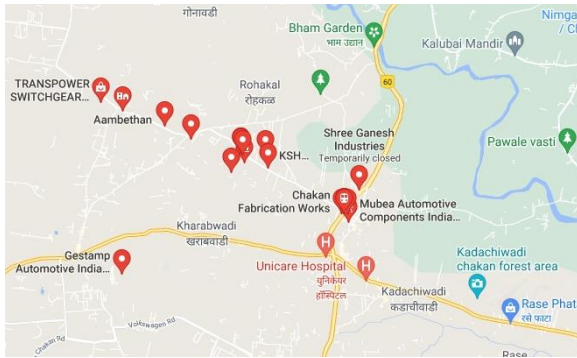 गोनावडी
Bham Garden
भाम उद्यान
Nimga
Kalubai Mandir
60
TRANSPOWER
SWITCHGEAR...
Rohakal
रोहकळ
Aambethan
Shree Ganesh
Industries
Temporarily closed
Pawale vasti
KSH...
Chakan
Fabrication Works
Mubea Automotive
Components India...
Kharabwadi
खराबवाडी
Gestamp
Automotive India...
Unicare Hospital
युनिकेयर
हॉस्पिटल
Kadachiwadi
chakan forest area
Kadachiwadi
कडाचीवाडी
Rase Phat
रसे फाटा
Volkswagen Rd
Chakan Rd
Rase